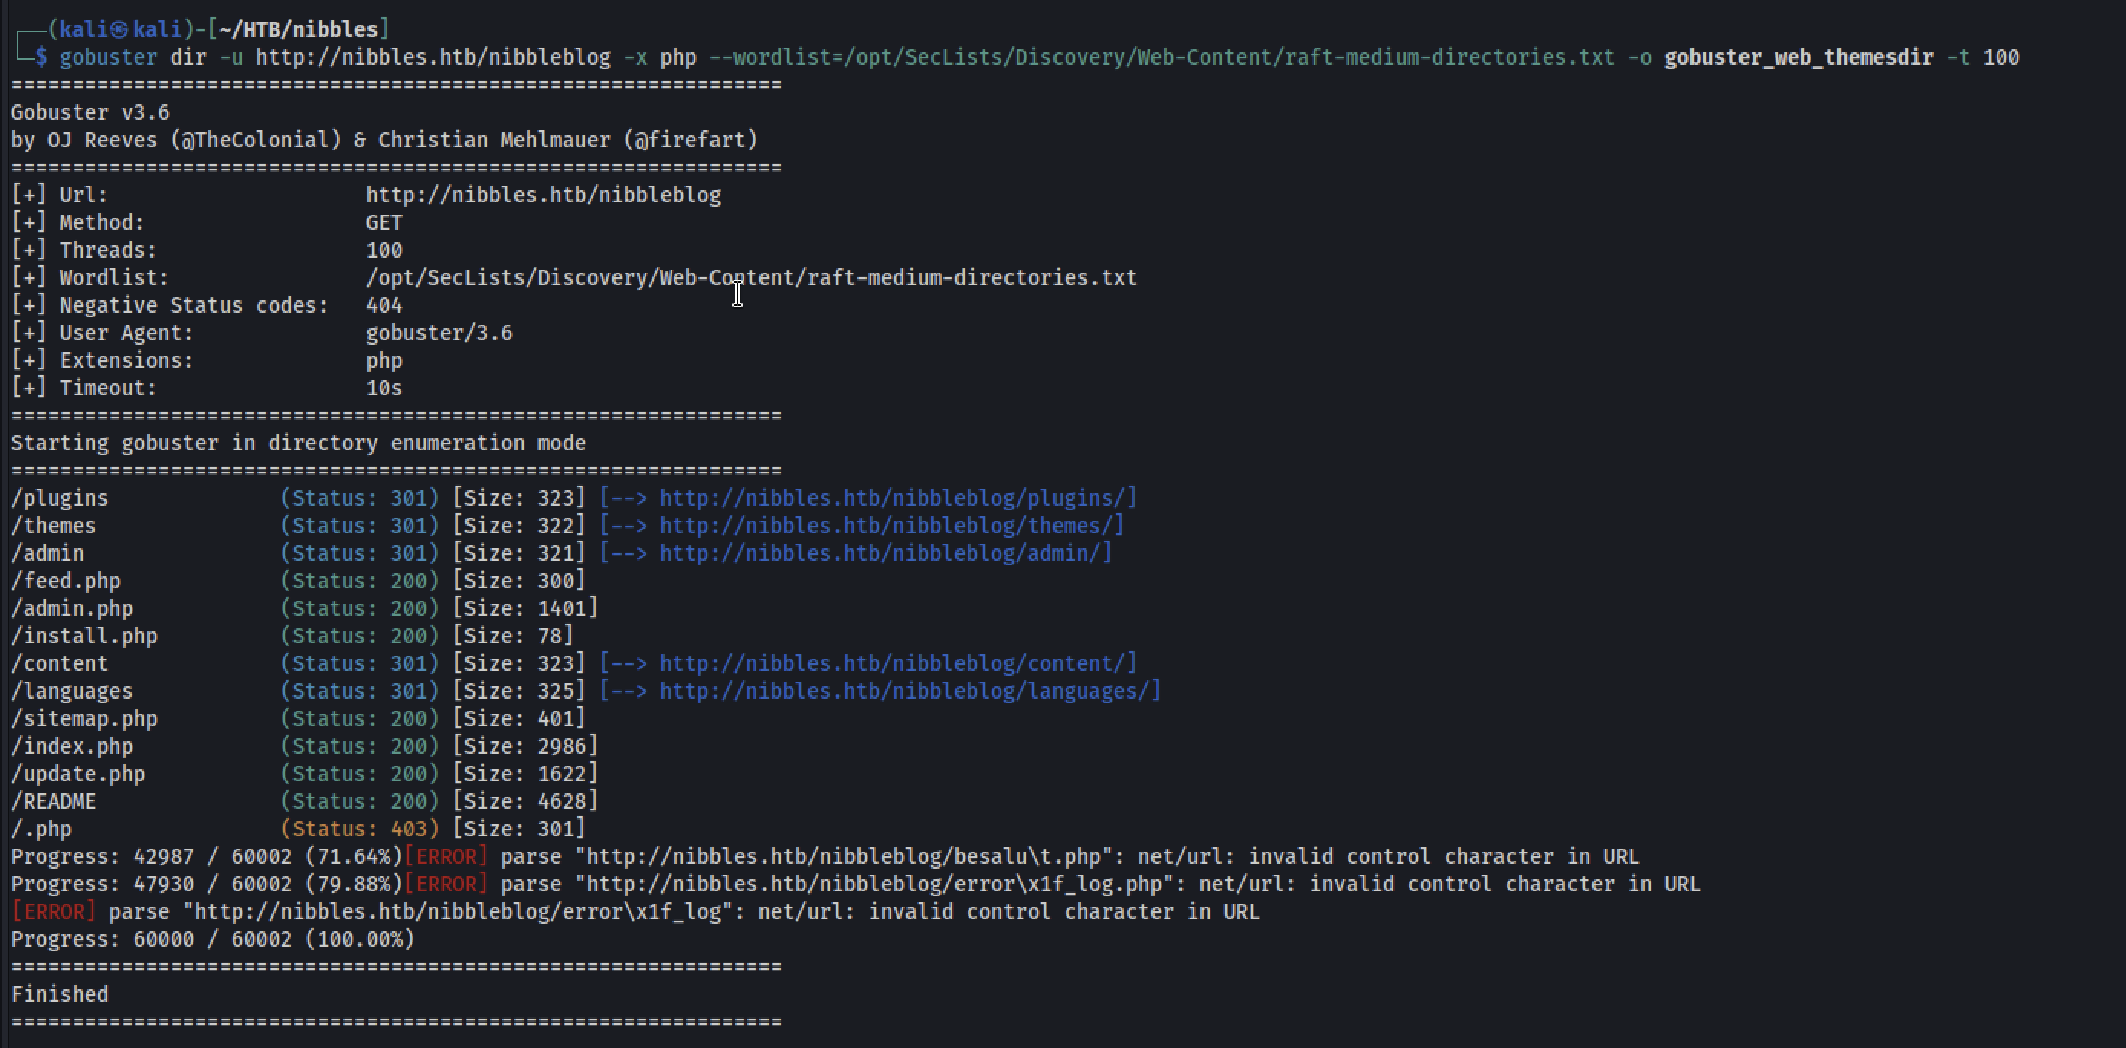 ┌──(kali㉿kali)-[~/HTB/nibbles]
└─$ gobuster dir -u http://nibbles.htb/nibbleblog -x php --wordlist=/opt/SecLists/Discovery/Web-Content/raft-medium-directories.txt -o gobuster_web_themesdir -t 100
===============================================================
Gobuster v3.6
by OJ Reeves (@TheColonial) & Christian Mehlmauer (@firefart)
===============================================================
[+] Url:                     http://nibbles.htb/nibbleblog
[+] Method:                  GET
[+] Threads:                 100
[+] Wordlist:                /opt/SecLists/Discovery/Web-Content/raft-medium-directories.txt
[+] Negative Status codes:   404
[+] User Agent:              gobuster/3.6
[+] Extensions:              php
[+] Timeout:                 10s
===============================================================
Starting gobuster in directory enumeration mode
===============================================================
/plugins              (Status: 301) [Size: 323] [--> http://nibbles.htb/nibbleblog/plugins/]
/themes               (Status: 301) [Size: 322] [--> http://nibbles.htb/nibbleblog/themes/]
/admin                (Status: 301) [Size: 321] [--> http://nibbles.htb/nibbleblog/admin/]
/feed.php             (Status: 200) [Size: 300]
/admin.php            (Status: 200) [Size: 1401]
/install.php          (Status: 200) [Size: 78]
/content              (Status: 301) [Size: 323] [--> http://nibbles.htb/nibbleblog/content/]
/languages            (Status: 301) [Size: 325] [--> http://nibbles.htb/nibbleblog/languages/]
/sitemap.php          (Status: 200) [Size: 401]
/index.php            (Status: 200) [Size: 2986]
/update.php           (Status: 200) [Size: 1622]
/README               (Status: 200) [Size: 4628]
/.php                 (Status: 403) [Size: 301]
Progress: 42987 / 60002 (71.64%)[ERROR] parse "http://nibbles.htb/nibbleblog/besalu\t.php": net/url: invalid control character in URL
Progress: 47930 / 60002 (79.88%)[ERROR] parse "http://nibbles.htb/nibbleblog/error\x1f_log.php": net/url: invalid control character in URL
[ERROR] parse "http://nibbles.htb/nibbleblog/error\x1f_log": net/url: invalid control character in URL
Progress: 60000 / 60002 (100.00%)
===============================================================
Finished
===============================================================